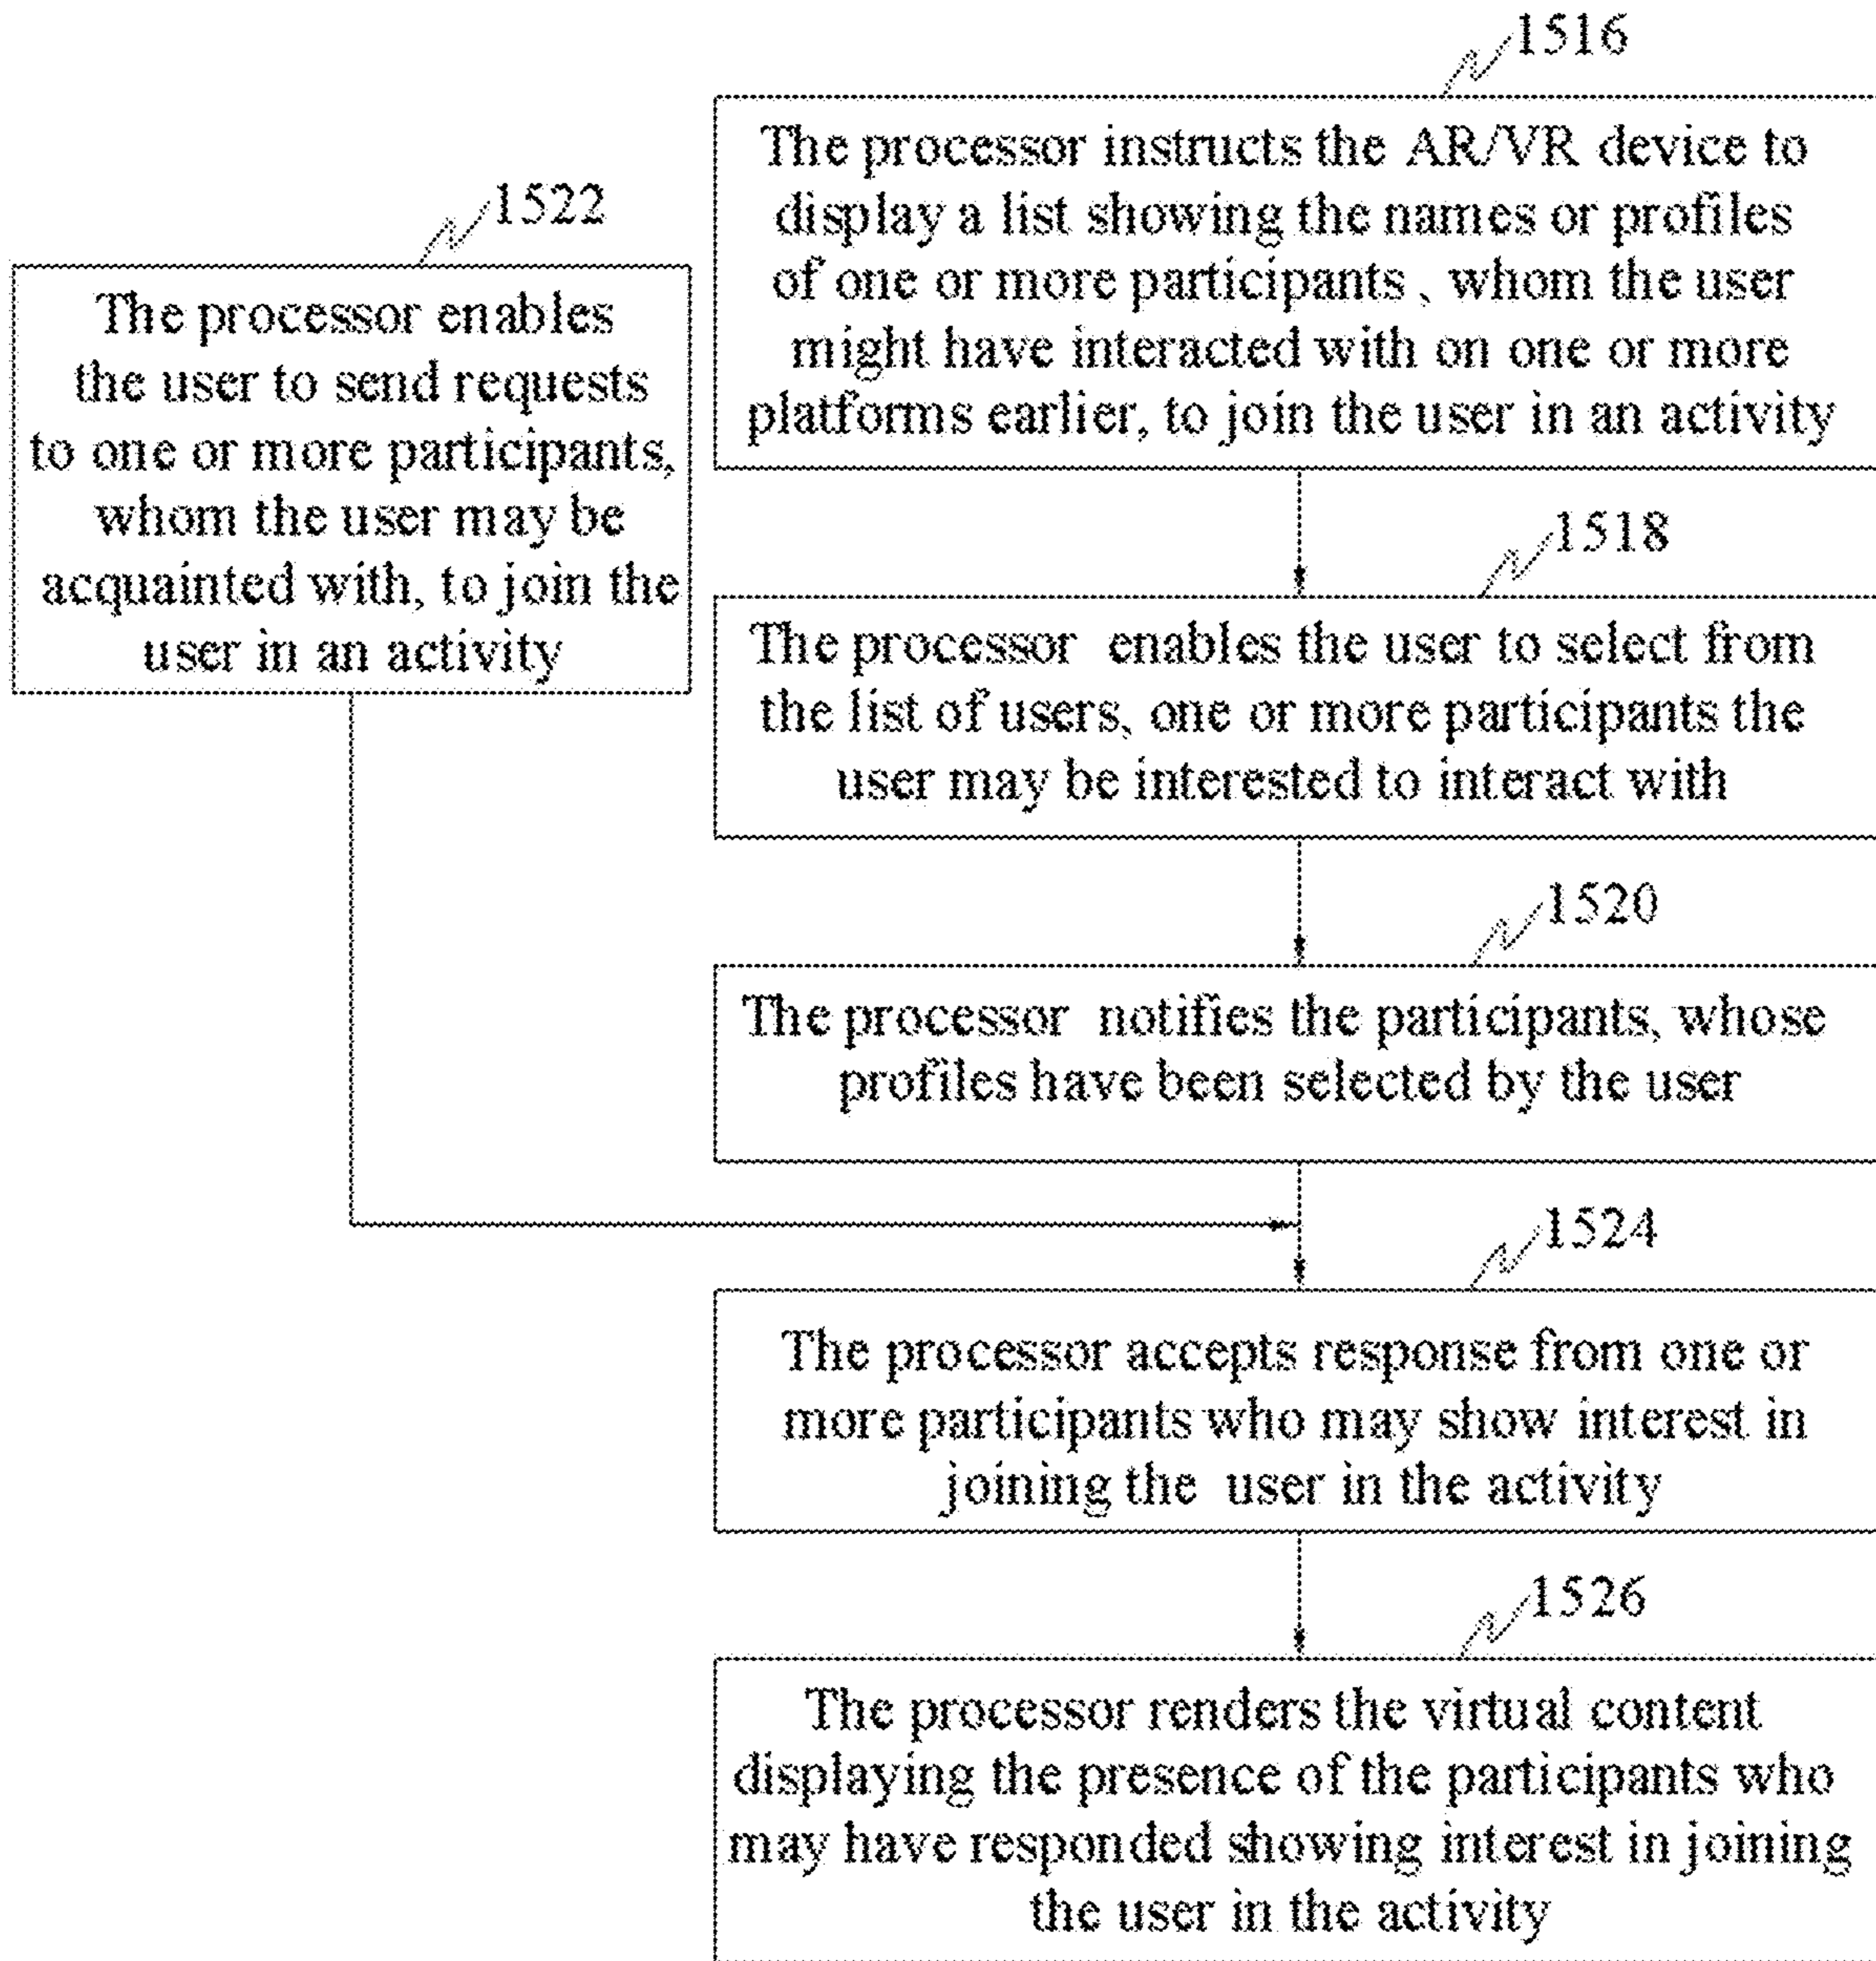 1516
The processor instructs the AR/VR device to
display a list showing the names or profiles
of one or more participants , whom the user
might have interacted with on one or more
platforms earlier, to join the user in an activity
1522
The processor enables
the user to send requests
to one or more participants,
whom the user may be
acquainted with, to join the
user in an activity
1518
The processor enables the user to select from
the list of users, one or more participants the
user may be interested to interact with
1520
The processor notifies the participants, whose
profiles have been selected by the user
1524
The processor accepts response from one or
more participants who may show interest in
joining the user in the activity
1526
The processor renders the virtual content
displaying the presence of the participants who
may have responded showing interest in joining
the user in the activity